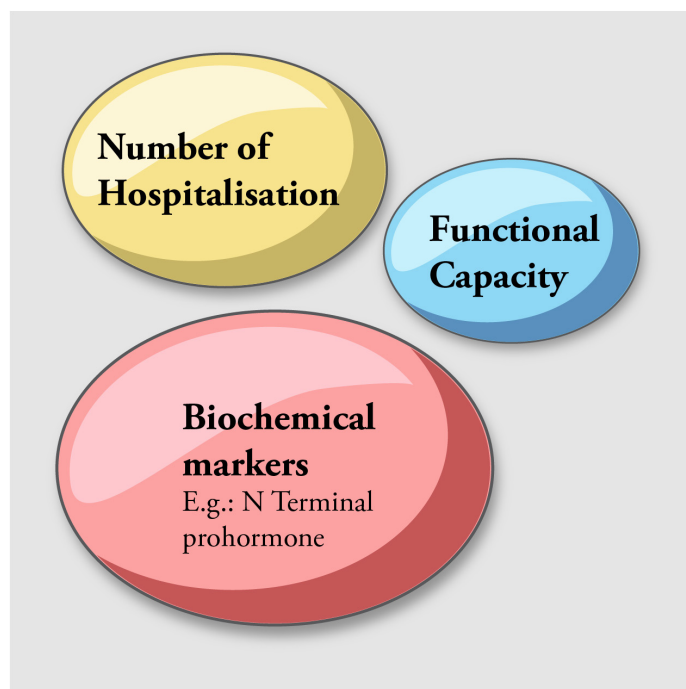 Number of
Hospitalisation
Functional
Capacity
Biochemical
markers
E.g.: N Terminal
prohormone